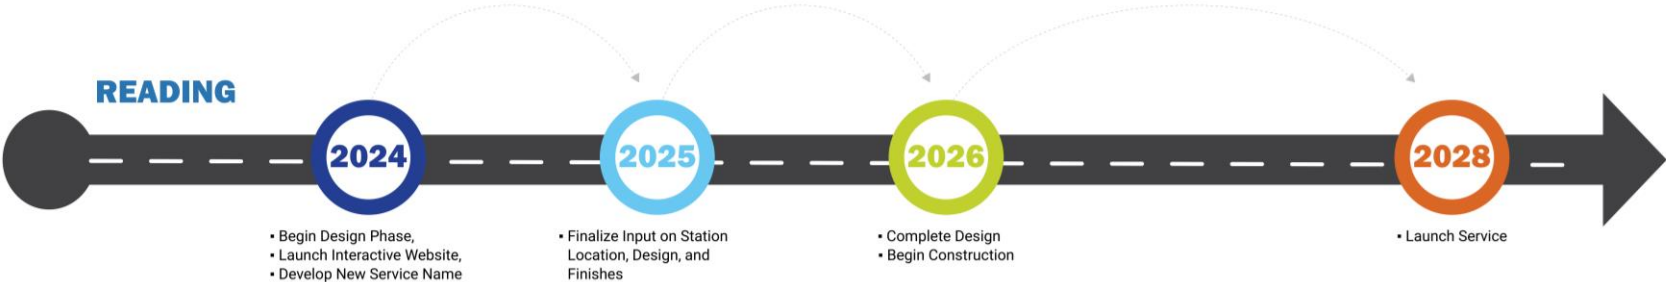 READING
2024
▪ Begin Design Phase,
▪ Launch Interactive Website,
▪ Develop New Service Name
2025
▪ Finalize Input on Station
Location, Design, and
Finishes
2026
▪ Complete Design
▪ Begin Construction
2028
▪ Launch Service